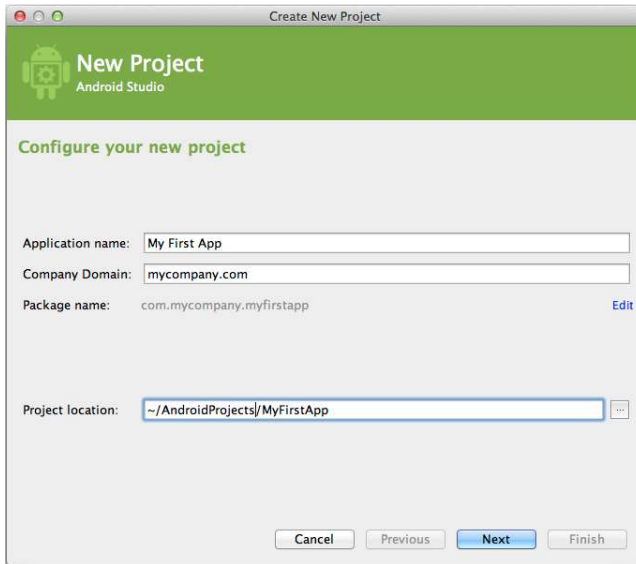 Create New Project
New Project
Android Studio
Configure your new project
Application name: My First App
Company Domain: mycompany.com
Package name: com.mycompany.myfirstapp Edit
Project location: ~/AndroidProjects/MyFirstApp ...
Cancel Previous Next Finish